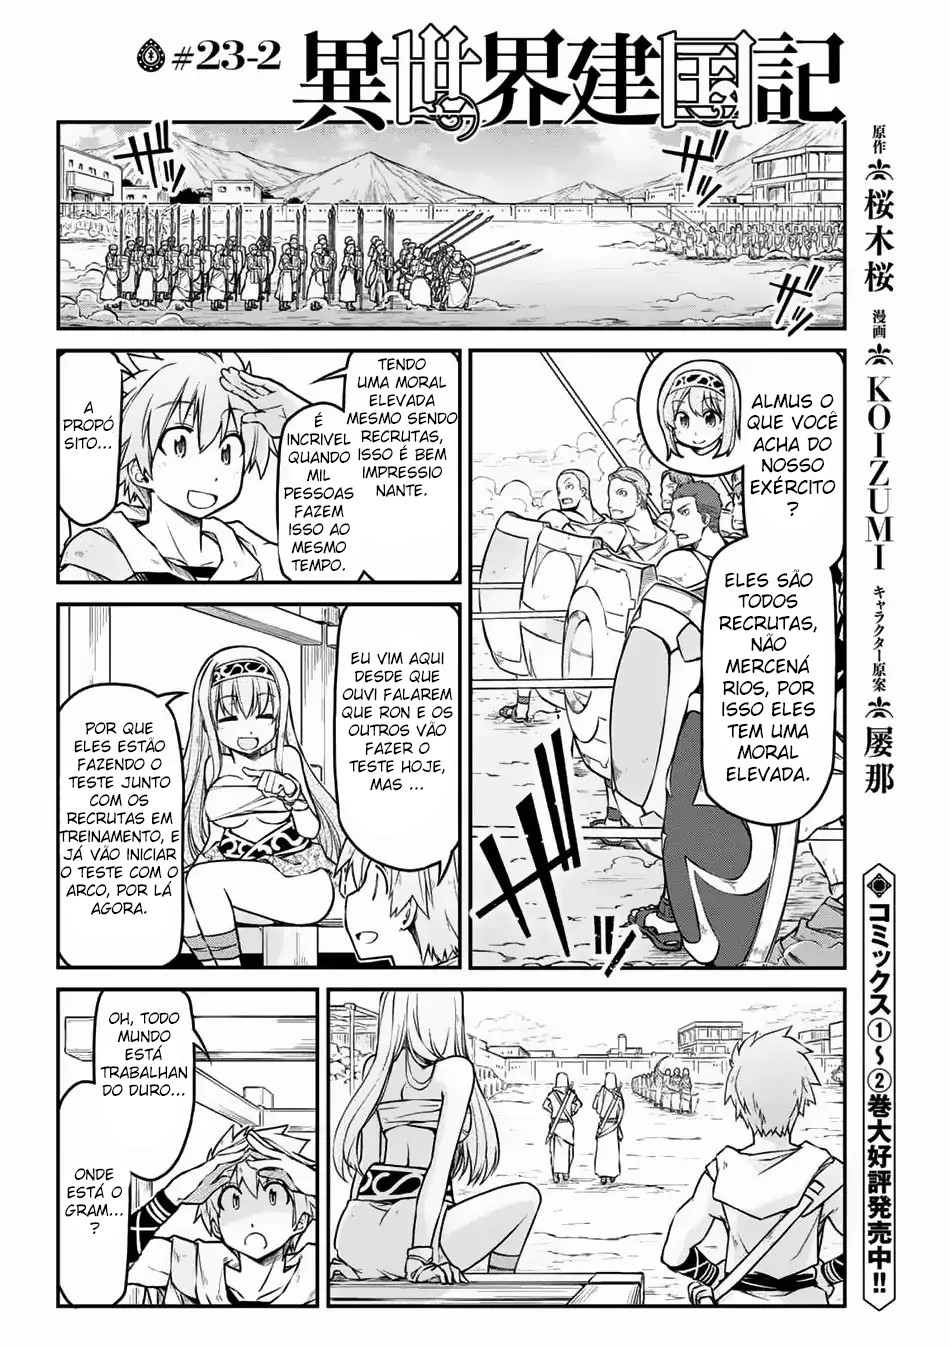 #23-2
異世界建国記
原作 桜木桜 漫画 KOIZUMI キャラクター原案 屡那
ALMUS O
QUE VOCÊ
ACHA DO
NOSSO
EXÉRCITO
?
ELES SÃO
TODOS
RECRUTAS,
NÃO
MERCENÁ
RIOS, POR
ISSO ELES
TEM UMA
MORAL
ELEVADA.
TENDO
UMA MORAL
ELEVADA
MESMO SENDO
RECRUTAS,
ISSO É BEM
IMPRESSIO
NANTE.
É
INCRIVEL
QUANDO
MIL
PESSOAS
FAZEM
ISSO AO
MESMO
TEMPO.
A
PROPÓ
SITO...
EU VIM AQUI
DESDE QUE
OUVI FALAREM
QUE RON E OS
OUTROS VÃO
FAZER O
TESTE HOJE,
MAS ...
POR QUE
ELES ESTÃO
FAZENDO O
TESTE JUNTO
COM OS
RECRUTAS EM
TREINAMENTO, E
JÁ VÃO INICIAR
O TESTE COM O
ARCO, POR LÁ
AGORA.
OH, TODO
MUNDO
ESTÁ
TRABALHAN
DO DURO...
ONDE
ESTÁ O
GRAM...
?
コミックス①〜②巻大好評発売中!!